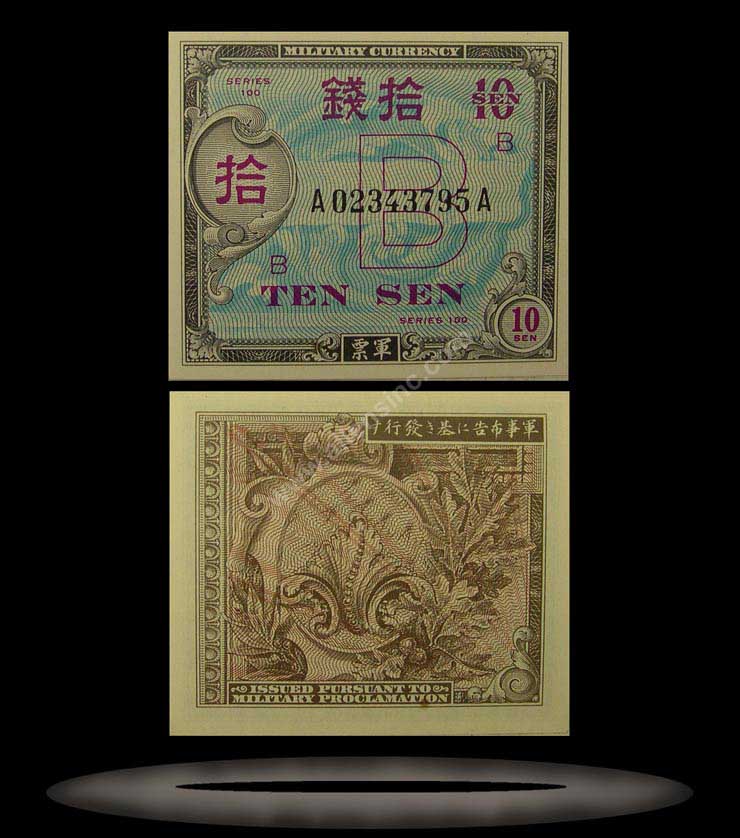 MILITARY CURRENCY
SERIES
100
錢拾
10
SEN
B
拾
B
A02343795A
B
TEN SEN
SERIES 100
10
SEN
票軍
軍事布告に基き發行す
ISSUED PURSUANT TO
MILITARY PROCLAMATION